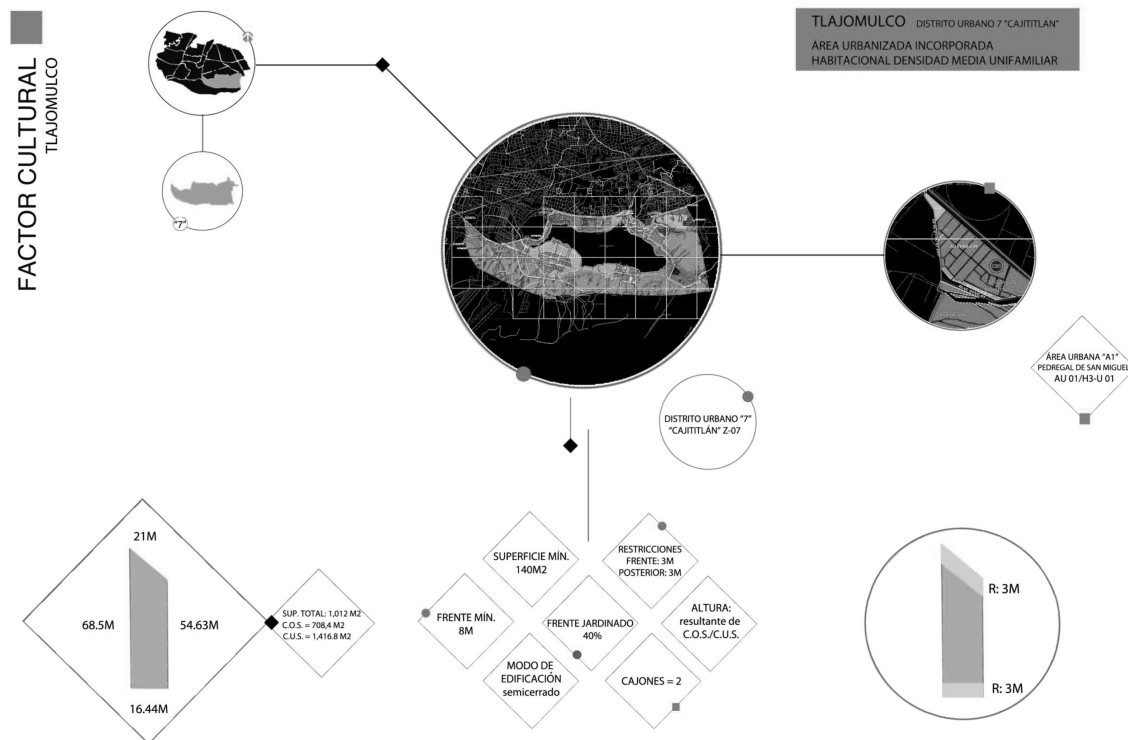 FACTOR CULTURAL
TLAJOMULCO
TLAJOMULCO DISTRITO URBANO 7 "CAJITITLÁN"
ÁREA URBANIZADA INCORPORADA
HABITACIONAL DENSIDAD MEDIA UNIFAMILIAR
"7"
ÁREA URBANA "A1"
PEDREGAL DE SAN MIGUEL
AU 01/H3-U 01
DISTRITO URBANO "7"
"CAJITITLÁN" Z-07
21M
68.5M
54.63M
16.44M
SUP. TOTAL: 1,012 M2
C.O.S. = 708,4 M2
C.U.S. = 1,416.8 M2
SUPERFICIE MÍN.
140M2
RESTRICCIONES
FRENTE: 3M
POSTERIOR: 3M
FRENTE MÍN.
8M
FRENTE JARDINADO
40%
ALTURA:
resultante de
C.O.S./C.U.S.
MODO DE
EDIFICACIÓN
semicerrado
CAJONES = 2
R: 3M
R: 3M